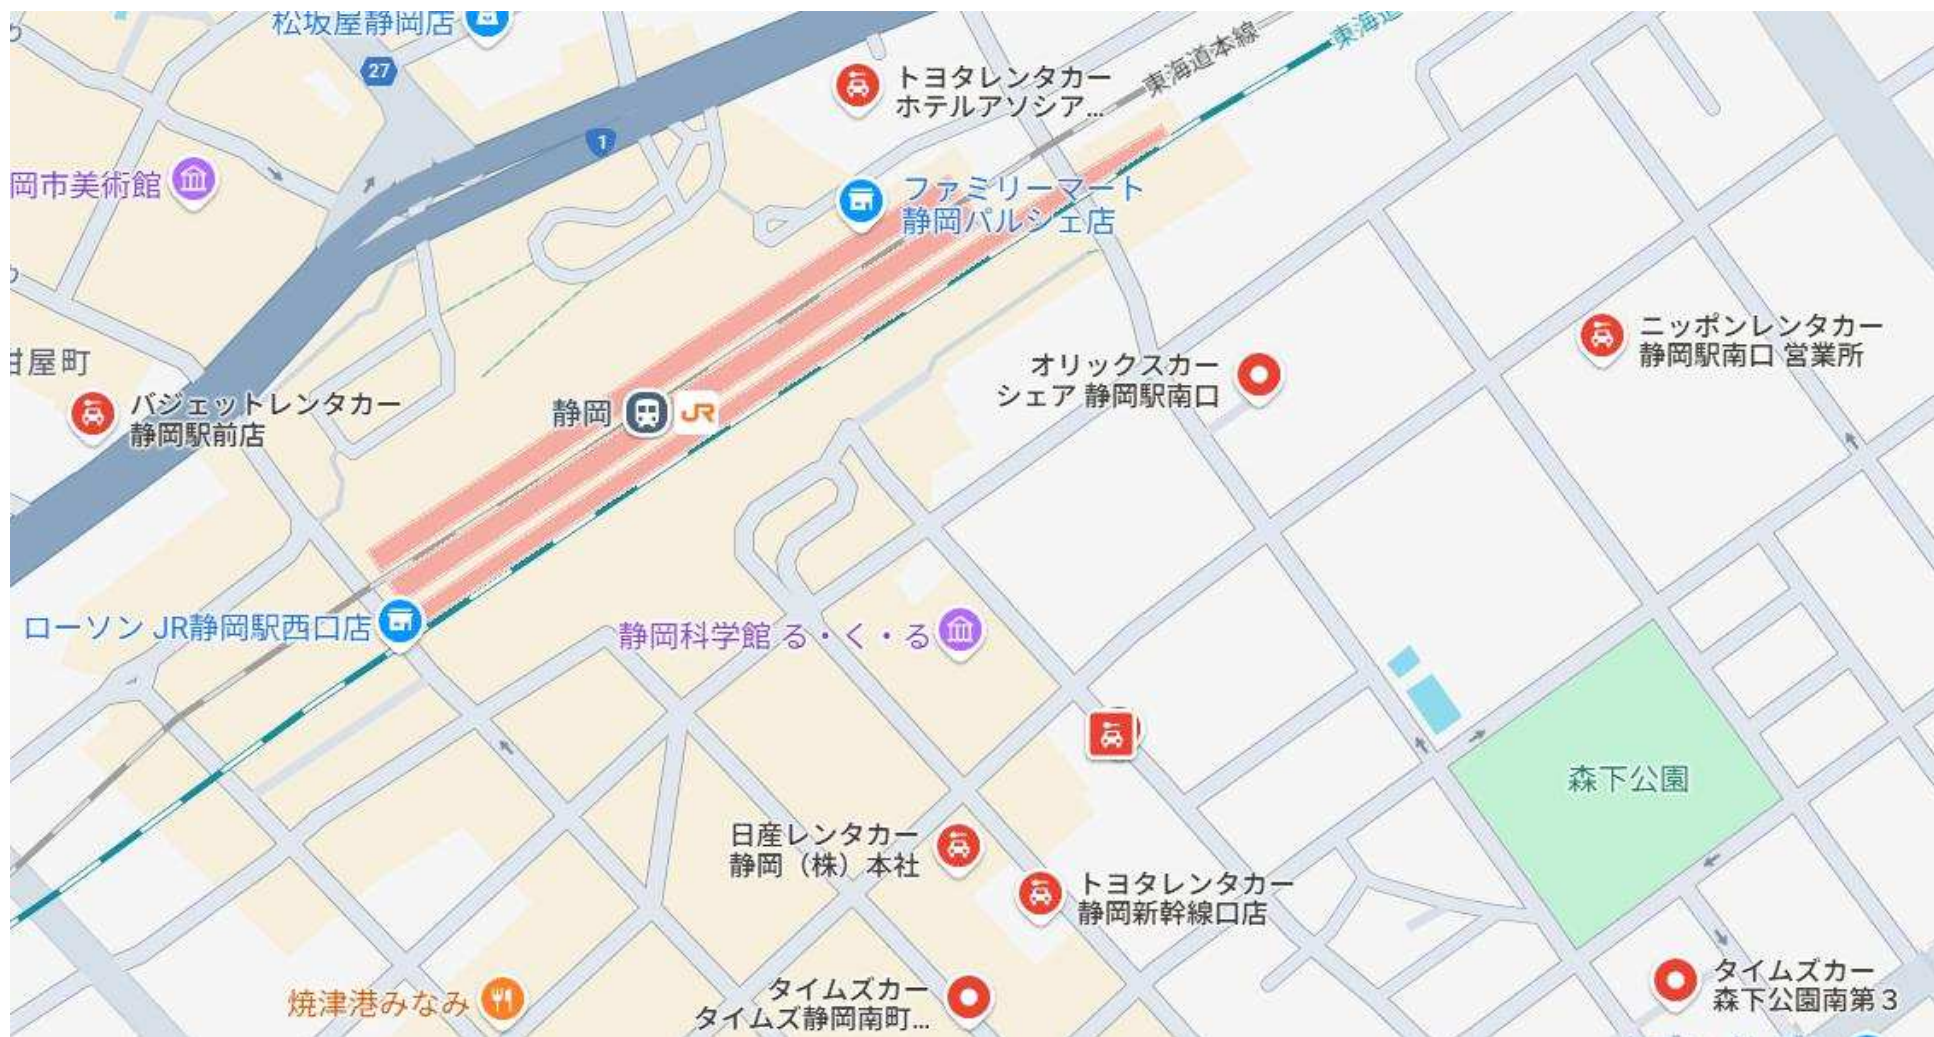 松坂屋静岡店
27
トヨタレンタカー
ホテルアソシア...
東海道本線
東海道
1
岡市美術館
ファミリーマート
静岡パルシェ店
ニッポンレンタカー
静岡駅南口 営業所
屋町
オリックスカー
シェア 静岡駅南口
バジェットレンタカー
静岡駅前店
静岡
JR
ローソン JR静岡駅西口店
静岡科学館 る・く・る
森下公園
日産レンタカー
静岡（株）本社
トヨタレンタカー
静岡新幹線口店
タイムズカー
タイムズ静岡南町...
焼津港みなみ
タイムズカー
森下公園南第３